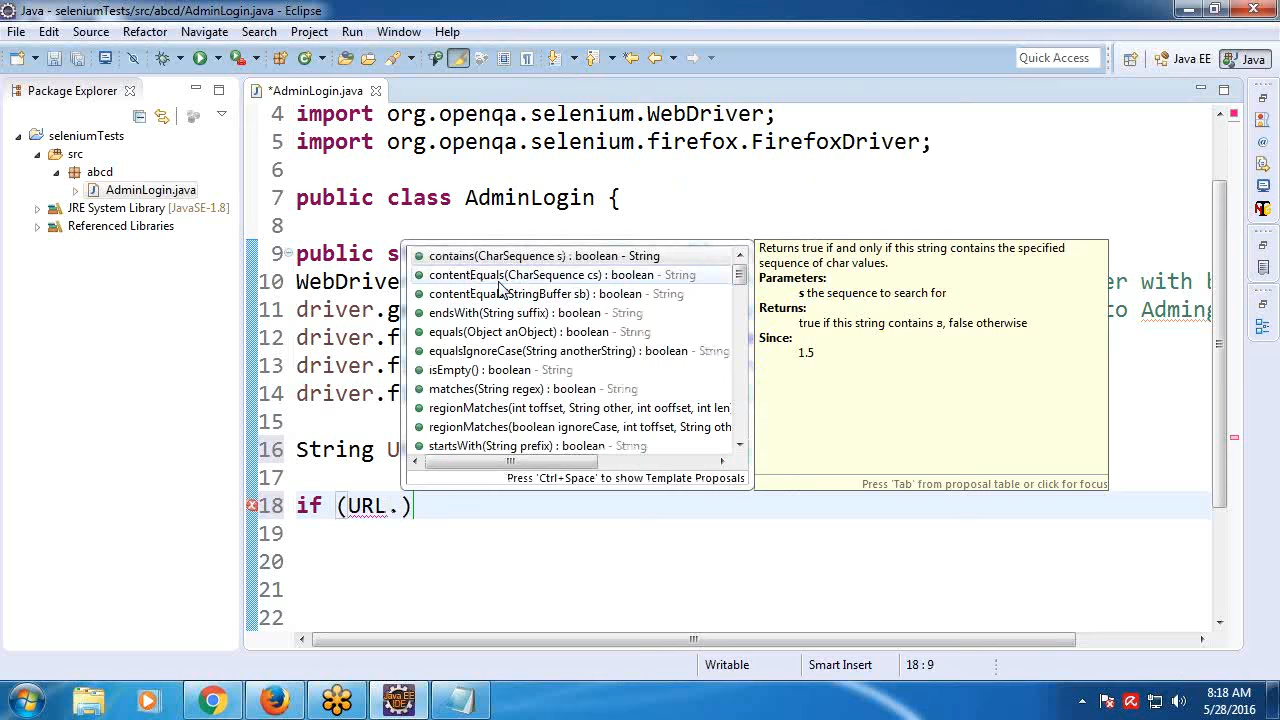 Java - seleniumTests/src/abcd/AdminLogin.java - Eclipse
File Edit Source Refactor Navigate Search Project Run Window Help
Quick Access Java EE Java
Package Explorer
*AdminLogin.java
seleniumTests
src
abcd
AdminLogin.java
JRE System Library [JavaSE-1.8]
Referenced Libraries
4 import org.openqa.selenium.WebDriver;
5 import org.openqa.selenium.firefox.FirefoxDriver;
6
7 public class AdminLogin {
8
9 public s
10 WebDrive er with b
11 driver.g to Adming
12 driver.f
13 driver.f
14 driver.f
15
16 String U
17
18 if (URL.)
19
20
21
22
contains(CharSequence s) : boolean - String
contentEquals(CharSequence cs) : boolean - String
contentEquals(StringBuffer sb) : boolean - String
endsWith(String suffix) : boolean - String
equals(Object anObject) : boolean - String
equalsIgnoreCase(String anotherString) : boolean - String
isEmpty() : boolean - String
matches(String regex) : boolean - String
regionMatches(int toffset, String other, int ooffset, int len)
regionMatches(boolean ignoreCase, int toffset, String oth
startsWith(String prefix) : boolean - String
Press 'Ctrl+Space' to show Template Proposals
Returns true if and only if this string contains the specified
sequence of char values.
Parameters:
s the sequence to search for
Returns:
true if this string contains s, false otherwise
Since:
1.5
Press 'Tab' from proposal table or click for focus
Writable Smart Insert 18 : 9
8:18 AM
5/28/2016